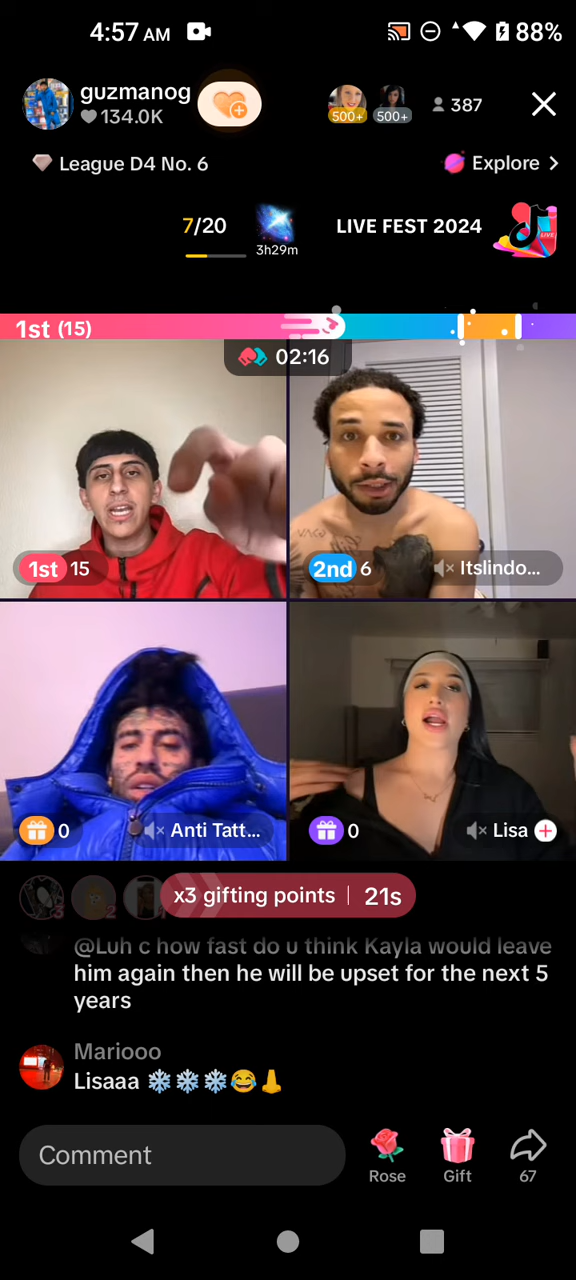 4:57 AM
88%
guzmanog
134.0K
500+
500+
387
League D4 No. 6
Explore >
7/20
3h29m
LIVE FEST 2024
LIVE
1st (15)
02:16
1st 15
2nd 6
Itslindo...
0
Anti Tatt...
0
Lisa
3
2
x3 gifting points | 21s
@Luh c how fast do u think Kayla would leave
him again then he will be upset for the next 5
years
Mariooo
Lisaaa ❄️❄️❄️😂👃
Comment
Rose
Gift
67